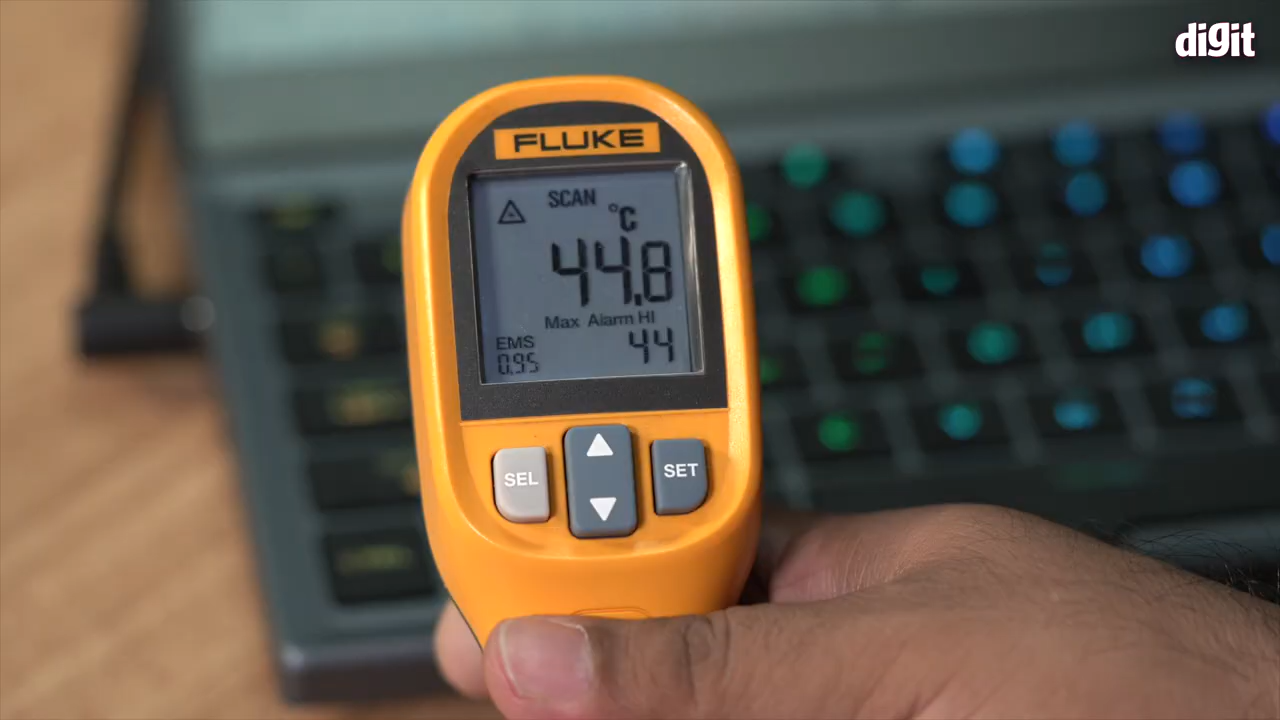 digit
FLUKE
SCAN
°C
44.8
Max Alarm HI
EMS 44
0.95
SEL SET